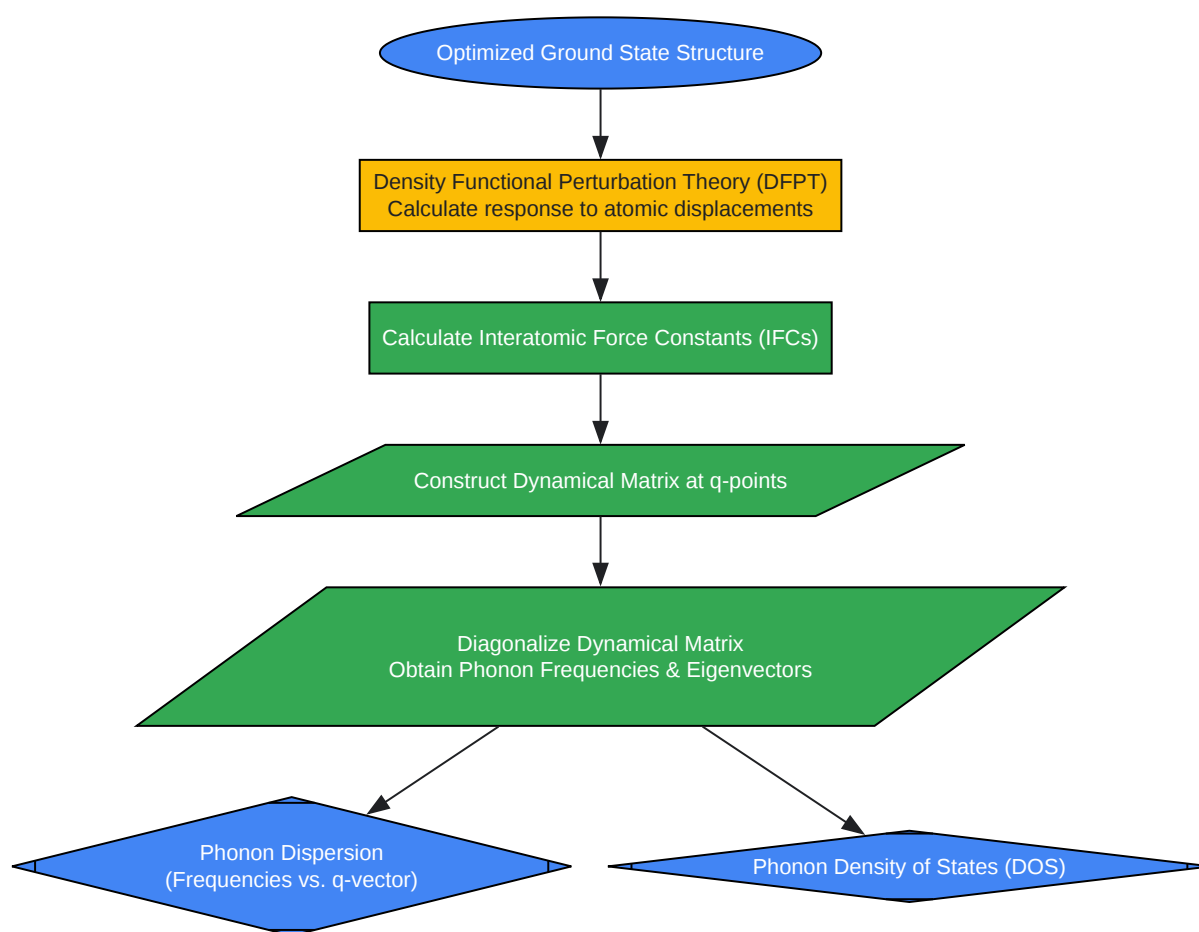 Optimized Ground State Structure
Density Functional Perturbation Theory (DFPT)
Calculate response to atomic displacements
Calculate Interatomic Force Constants (IFCs)
Construct Dynamical Matrix at q-points
Diagonalize Dynamical Matrix
Obtain Phonon Frequencies & Eigenvectors
Phonon Dispersion
(Frequencies vs. q-vector)
Phonon Density of States (DOS)